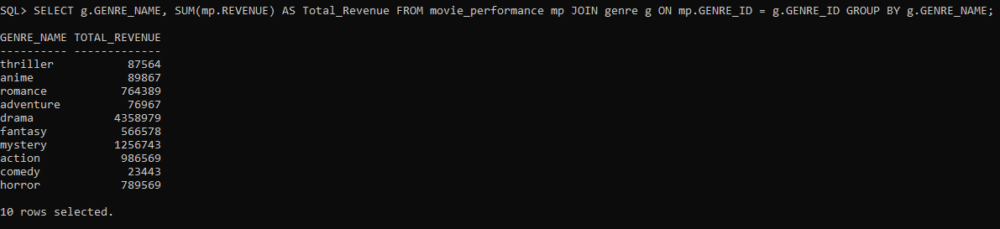 SQL> SELECT g.GENRE_NAME, SUM(mp.REVENUE) AS Total_Revenue FROM movie_performance mp JOIN genre g ON mp.GENRE_ID = g.GENRE_ID GROUP BY g.GENRE_NAME;
GENRE_NAME TOTAL_REVENUE
---------- -------------
thriller 87564
anime 89867
romance 764389
adventure 76967
drama 4358979
fantasy 566578
mystery 1256743
action 986569
comedy 23443
horror 789569
10 rows selected.